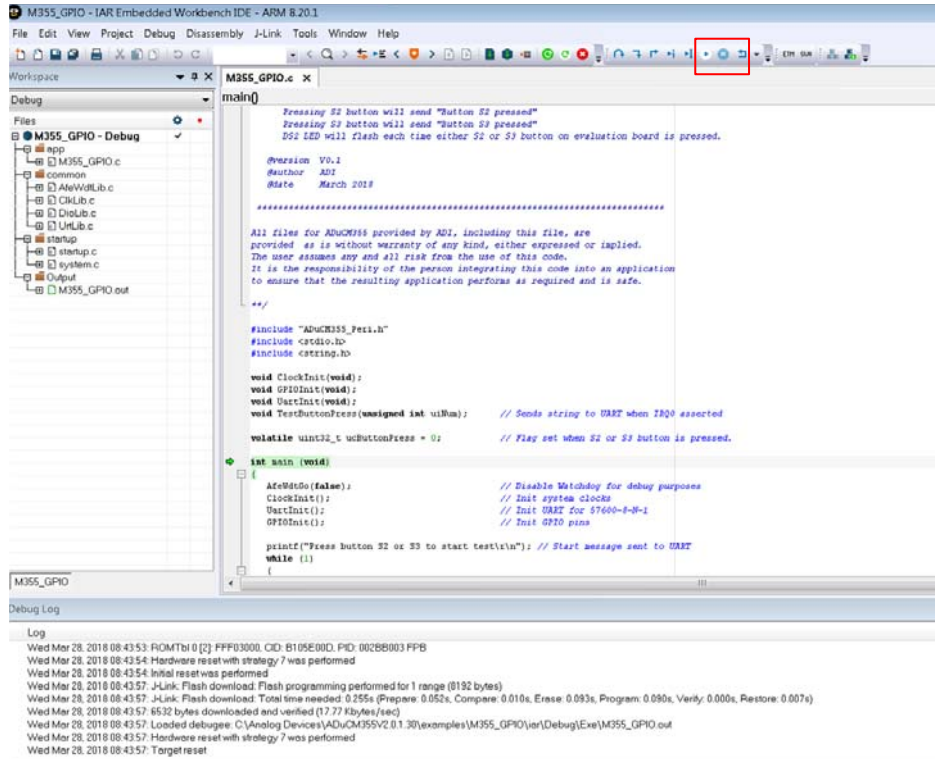 M355_GPIO - IAR Embedded Workbench IDE - ARM 8.20.1
File Edit View Project Debug Disassembly J-Link Tools Window Help
Workspace
M355_GPIO.c
Debug
main()
Files
M355_GPIO - Debug
app
M355_GPIO.c
common
AfeWdtLib.c
ClkLib.c
DioLib.c
UrtLib.c
startup
startup.c
system.c
Output
M355_GPIO.out
Pressing S2 button will send "Button S2 pressed"
Pressing S3 button will send "Button S3 pressed"
DS2 LED will flash each time either S2 or S3 button on evaluation board is pressed.
@version V0.1
@author ADI
@date March 2018
All files for ADuCM355 provided by ADI, including this file, are
provided as is without warranty of any kind, either expressed or implied.
The user assumes any and all risk from the use of this code.
It is the responsibility of the person integrating this code into an application
to ensure that the resulting application performs as required and is safe.
**/
#include "ADuCM355_Peri.h"
#include <stdio.h>
#include <string.h>
void ClockInit(void);
void GPIOInit(void);
void UartInit(void);
void TestButtonPress(unsigned int uiNum); // Sends string to UART when IRQ0 asserted
volatile uint32_t ucButtonPress = 0; // Flag set when S2 or S3 button is pressed.
int main (void)
{
AfeWdtGo(false); // Disable Watchdog for debug purposes
ClockInit(); // Init system clocks
UartInit(); // Init UART for 57600-8-N-1
GPIOInit(); // Init GPIO pins
printf("Press button S2 or S3 to start test\r\n"); // Start message sent to UART
while (1)
{
M355_GPIO
Debug Log
Log
Wed Mar 28, 2018 08:43:53: ROMTbl 0 [2]: FFF03000, CID: B105E00D, PID: 002BB003 FPB
Wed Mar 28, 2018 08:43:54: Hardware reset with strategy 7 was performed
Wed Mar 28, 2018 08:43:54: Initial reset was performed
Wed Mar 28, 2018 08:43:57: J-Link: Flash download: Flash programming performed for 1 range (8192 bytes)
Wed Mar 28, 2018 08:43:57: J-Link: Flash download: Total time needed: 0.255s (Prepare: 0.052s, Compare: 0.010s, Erase: 0.093s, Program: 0.090s, Verify: 0.000s, Restore: 0.007s)
Wed Mar 28, 2018 08:43:57: 6532 bytes downloaded and verified (17.77 Kbytes/sec)
Wed Mar 28, 2018 08:43:57: Loaded debugee: C:\Analog Devices\ADuCM355V2.0.1.30\examples\M355_GPIO\iar\Debug\Exe\M355_GPIO.out
Wed Mar 28, 2018 08:43:57: Hardware reset with strategy 7 was performed
Wed Mar 28, 2018 08:43:57: Target reset